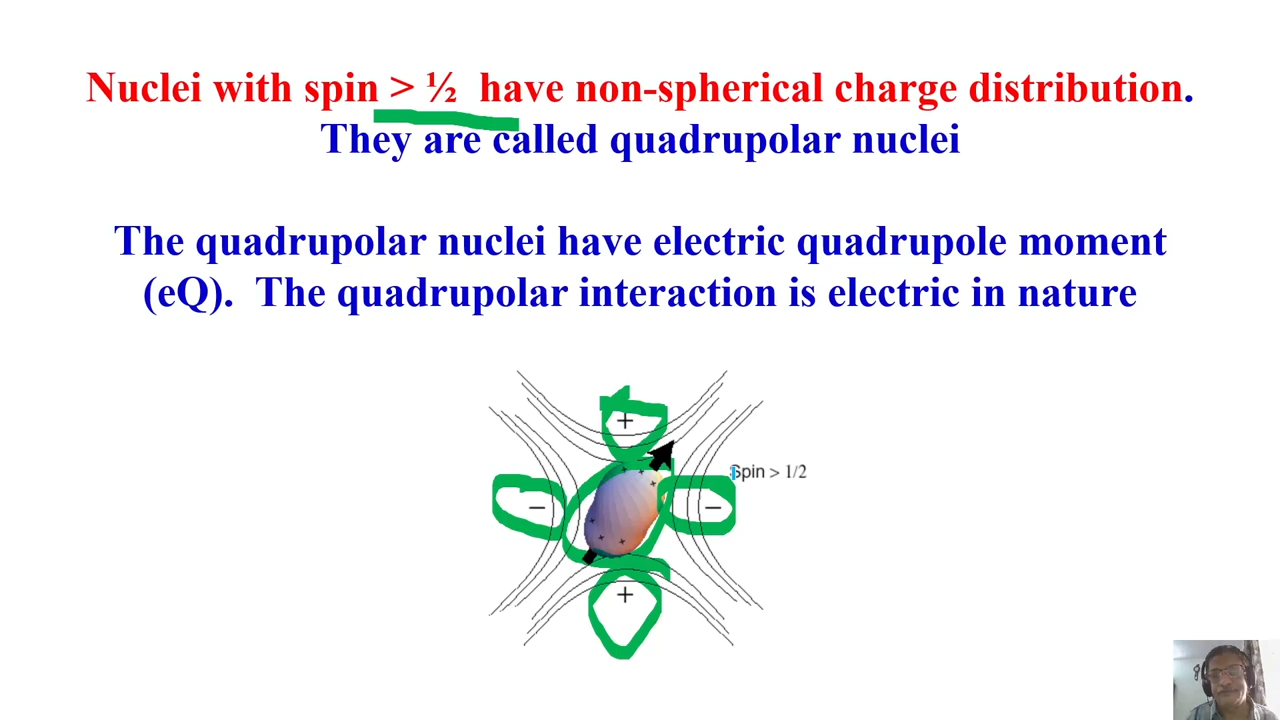 Nuclei with spin > ½ have non-spherical charge distribution.
They are called quadrupolar nuclei
The quadrupolar nuclei have electric quadrupole moment
(eQ). The quadrupolar interaction is electric in nature
+
Spin > 1/2
− −
+